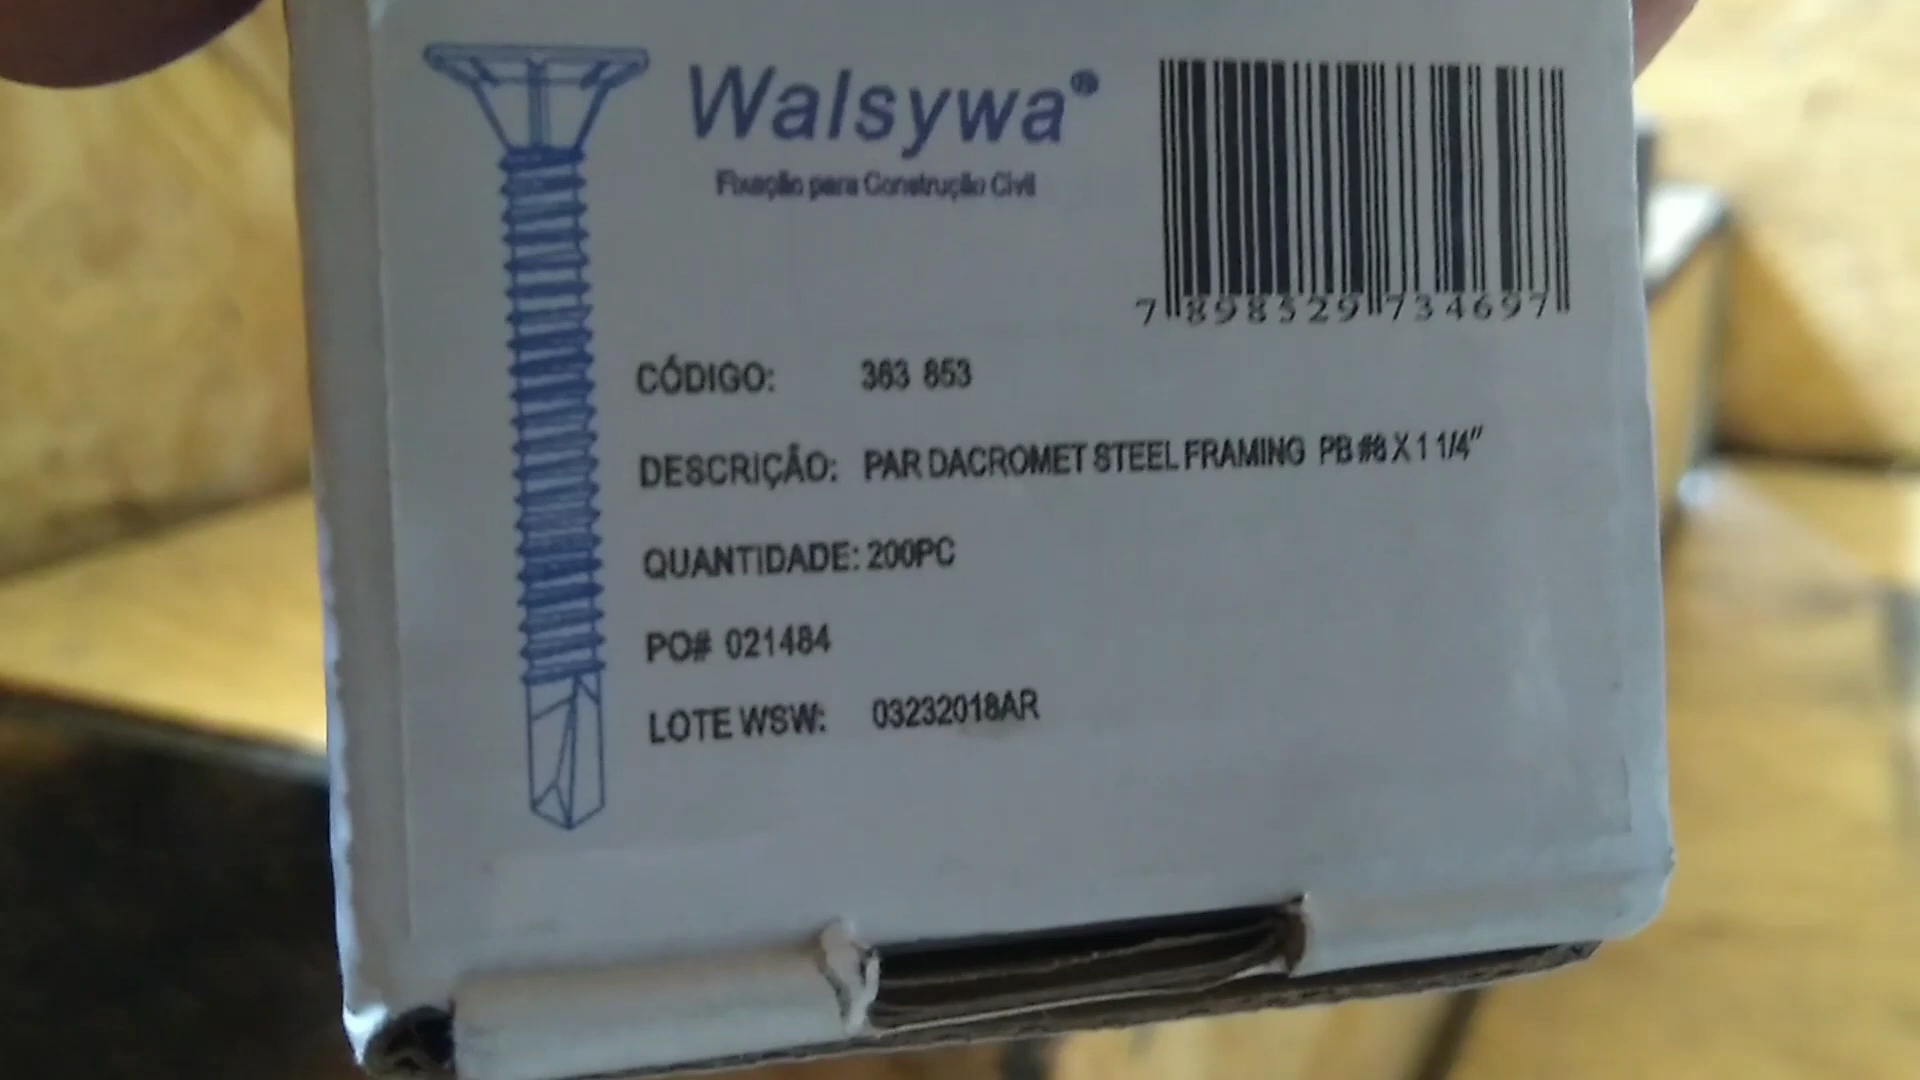 Walsywa®
Fixação para Construção Civil
7 898529 734697
CÓDIGO: 363 853
DESCRIÇÃO: PAR DACROMET STEEL FRAMING PB #8 X 1 1/4"
QUANTIDADE: 200PC
PO# 021484
LOTE WSW: 03232018AR